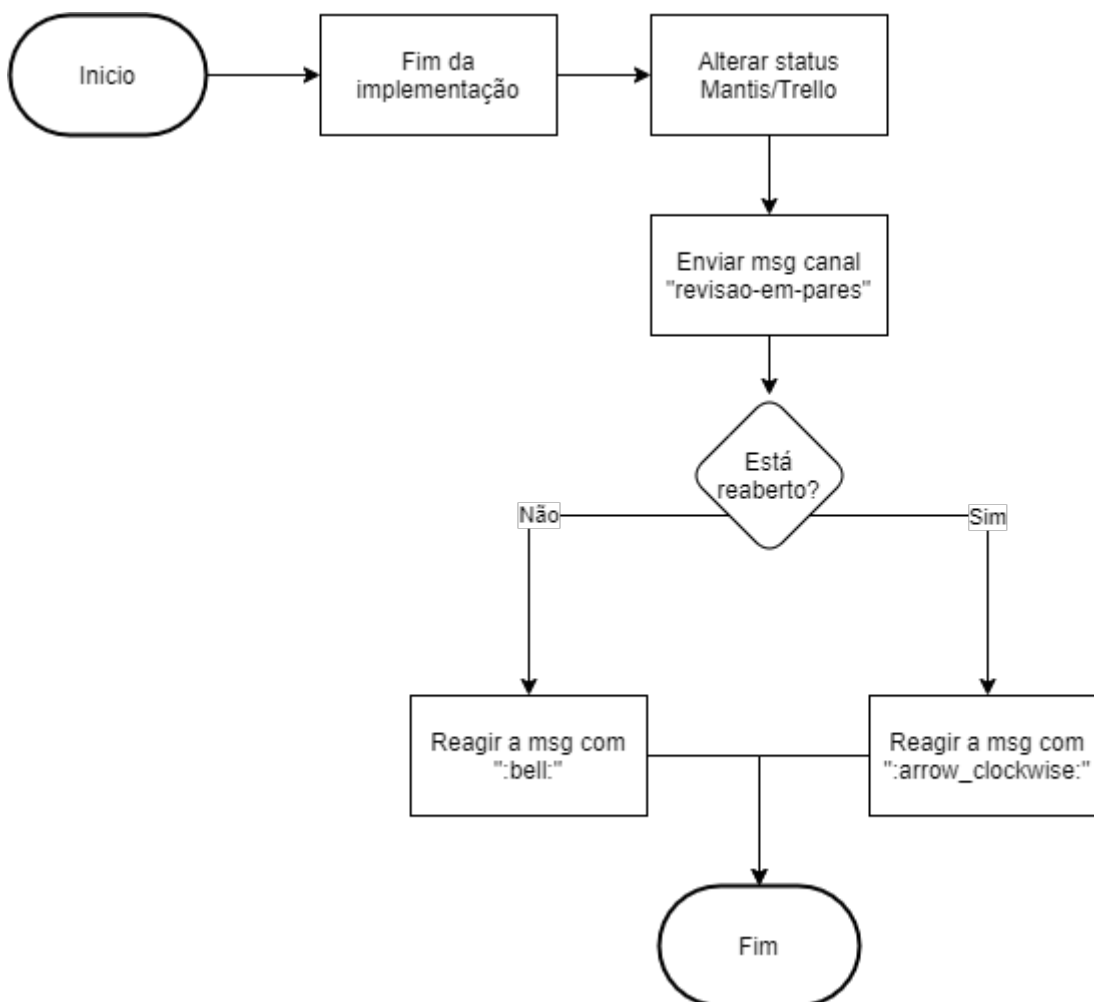 Inicio
Fim da
implementação
Alterar status
Mantis/Trello
Enviar msg canal
"revisao-em-pares"
Está
reaberto?
Não
Sim
Reagir a msg com
":bell:"
Reagir a msg com
":arrow_clockwise:"
Fim